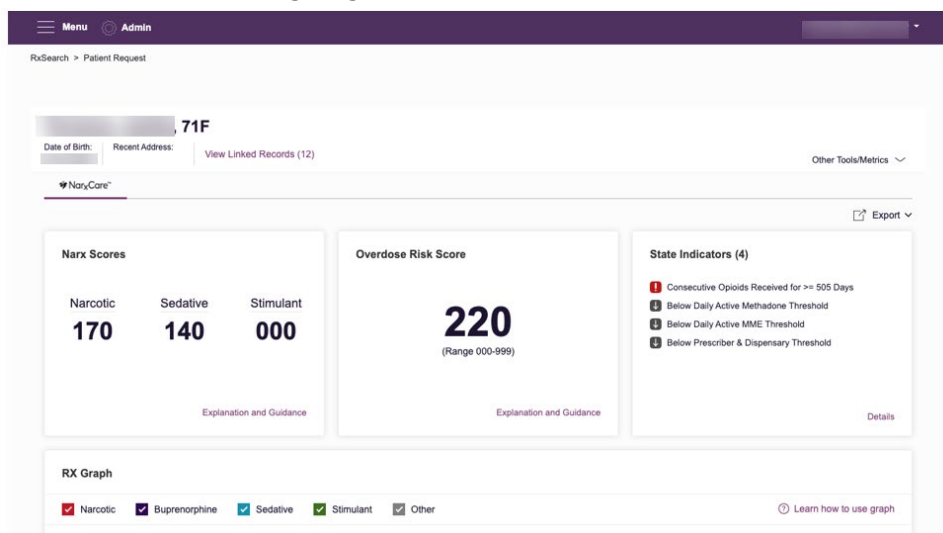 Menu Admin
RxSearch > Patient Request
, 71F
Date of Birth: Recent Address: View Linked Records (12)
Other Tools/Metrics
NarxCare™
Export
Narx Scores
Narcotic Sedative Stimulant
170 140 000
Explanation and Guidance
Overdose Risk Score
220
(Range 000-999)
Explanation and Guidance
State Indicators (4)
Consecutive Opioids Received for >= 505 Days
Below Daily Active Methadone Threshold
Below Daily Active MME Threshold
Below Prescriber & Dispensary Threshold
Details
RX Graph
Narcotic Buprenorphine Sedative Stimulant Other
Learn how to use graph